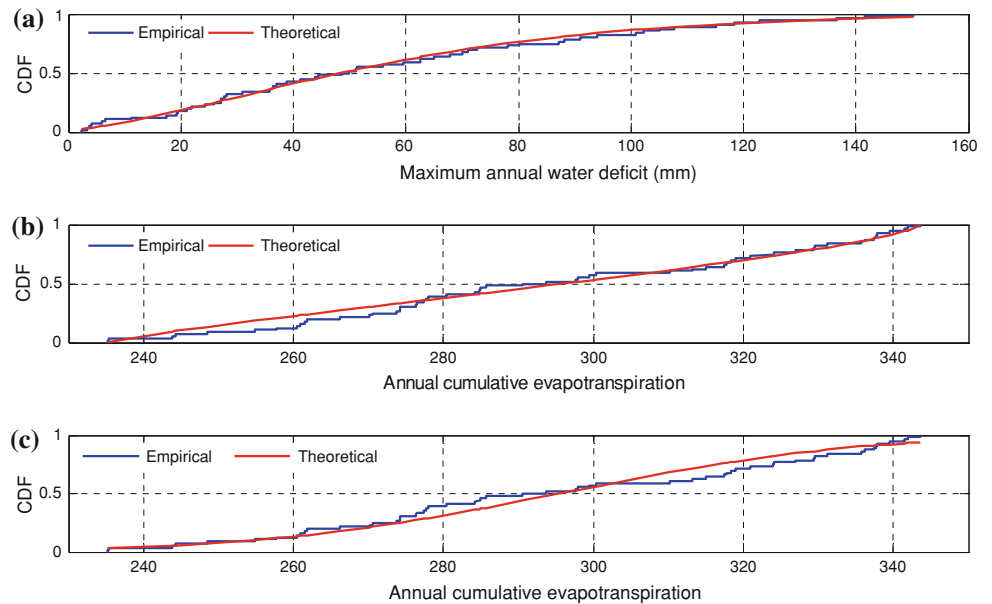 (a)
1
Empirical Theoretical
CDF
0.5
0
0 20 40 60 80 100 120 140 160
Maximum annual water deficit (mm)
(b)
1
Empirical Theoretical
CDF
0.5
0
240 260 280 300 320 340
Annual cumulative evapotranspiration
(c)
1
Empirical Theoretical
CDF
0.5
0
240 260 280 300 320 340
Annual cumulative evapotranspiration